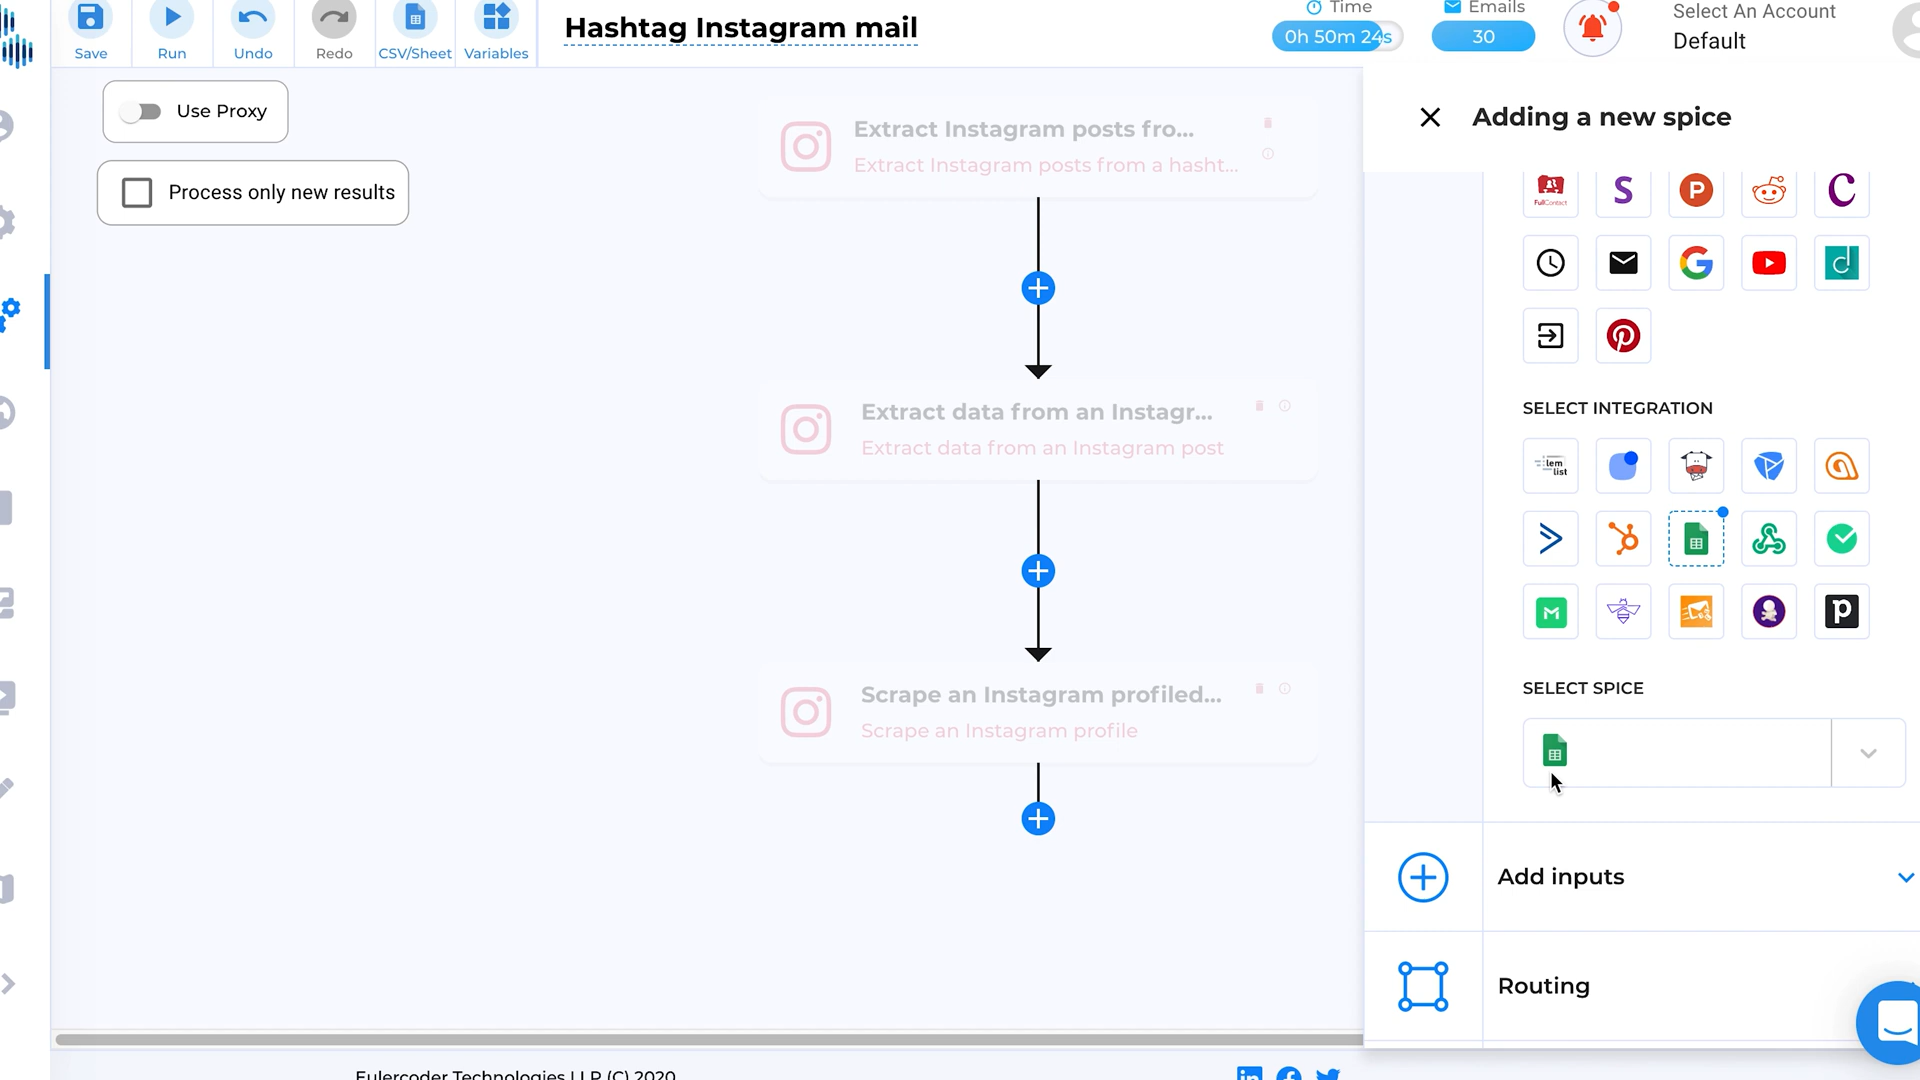 Save
Run
Undo
Redo
CSV/Sheet
Variables
Hashtag Instagram mail
Time
0h 50m 24s
Emails
30
Select An Account
Default
Use Proxy
Process only new results
Extract Instagram posts fro...
Extract Instagram posts from a hasht...
Extract data from an Instagr...
Extract data from an Instagram post
Scrape an Instagram profiled...
Scrape an Instagram profile
Adding a new spice
FullContact
SELECT INTEGRATION
lem
list
SELECT SPICE
Add inputs
Routing
Eulercoder Technologies LLP (C) 2020